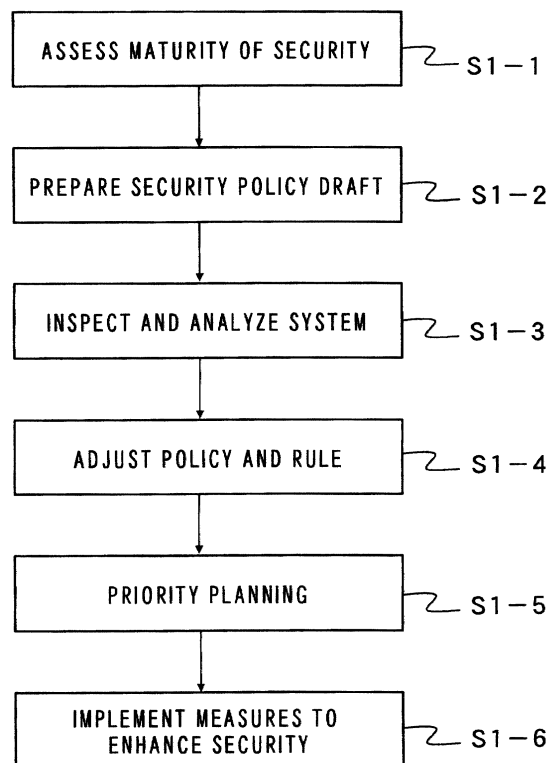 ASSESS MATURITY OF SECURITY
S1-1
PREPARE SECURITY POLICY DRAFT
S1-2
INSPECT AND ANALYZE SYSTEM
S1-3
ADJUST POLICY AND RULE
S1-4
PRIORITY PLANNING
S1-5
IMPLEMENT MEASURES TO
ENHANCE SECURITY
S1-6